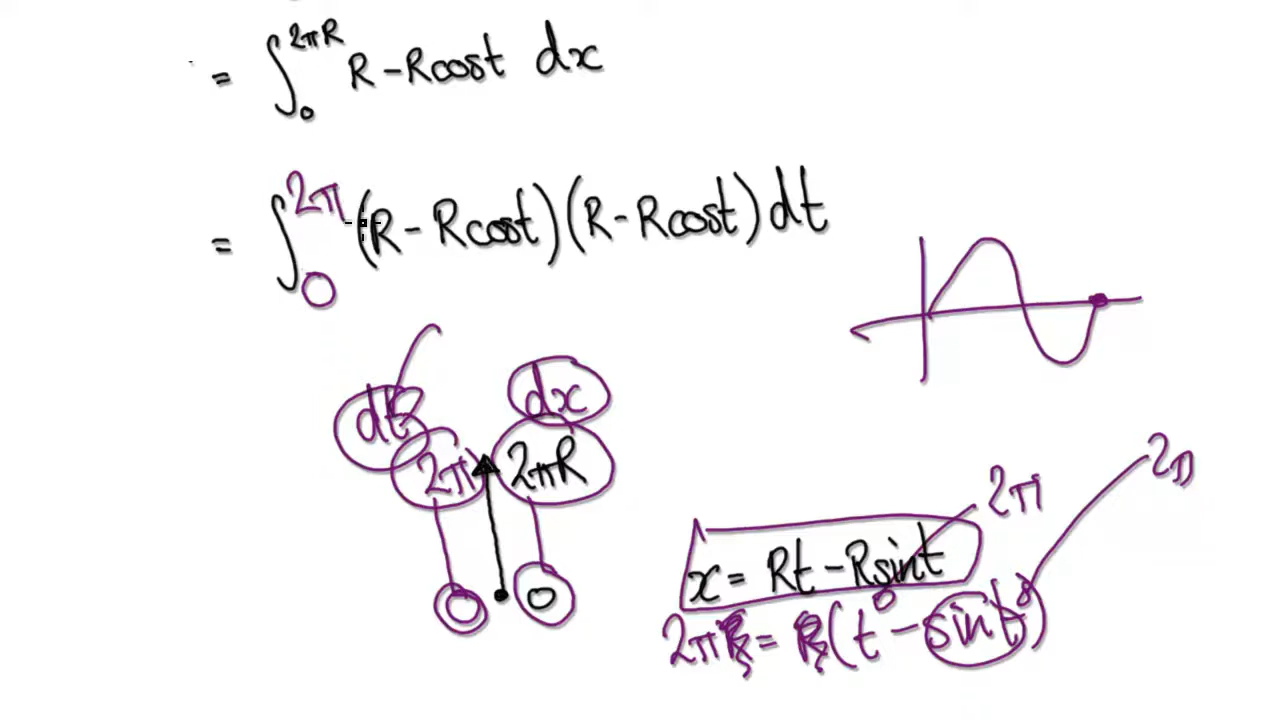 = ∫₀^2πR R - Rcost dx
= ∫₀^2π (R - Rcost)(R - Rcost)dt
dt dx
2π 2πR
0 0
2π
2π
x = Rt - Rsint
2πR = R(t - sint)